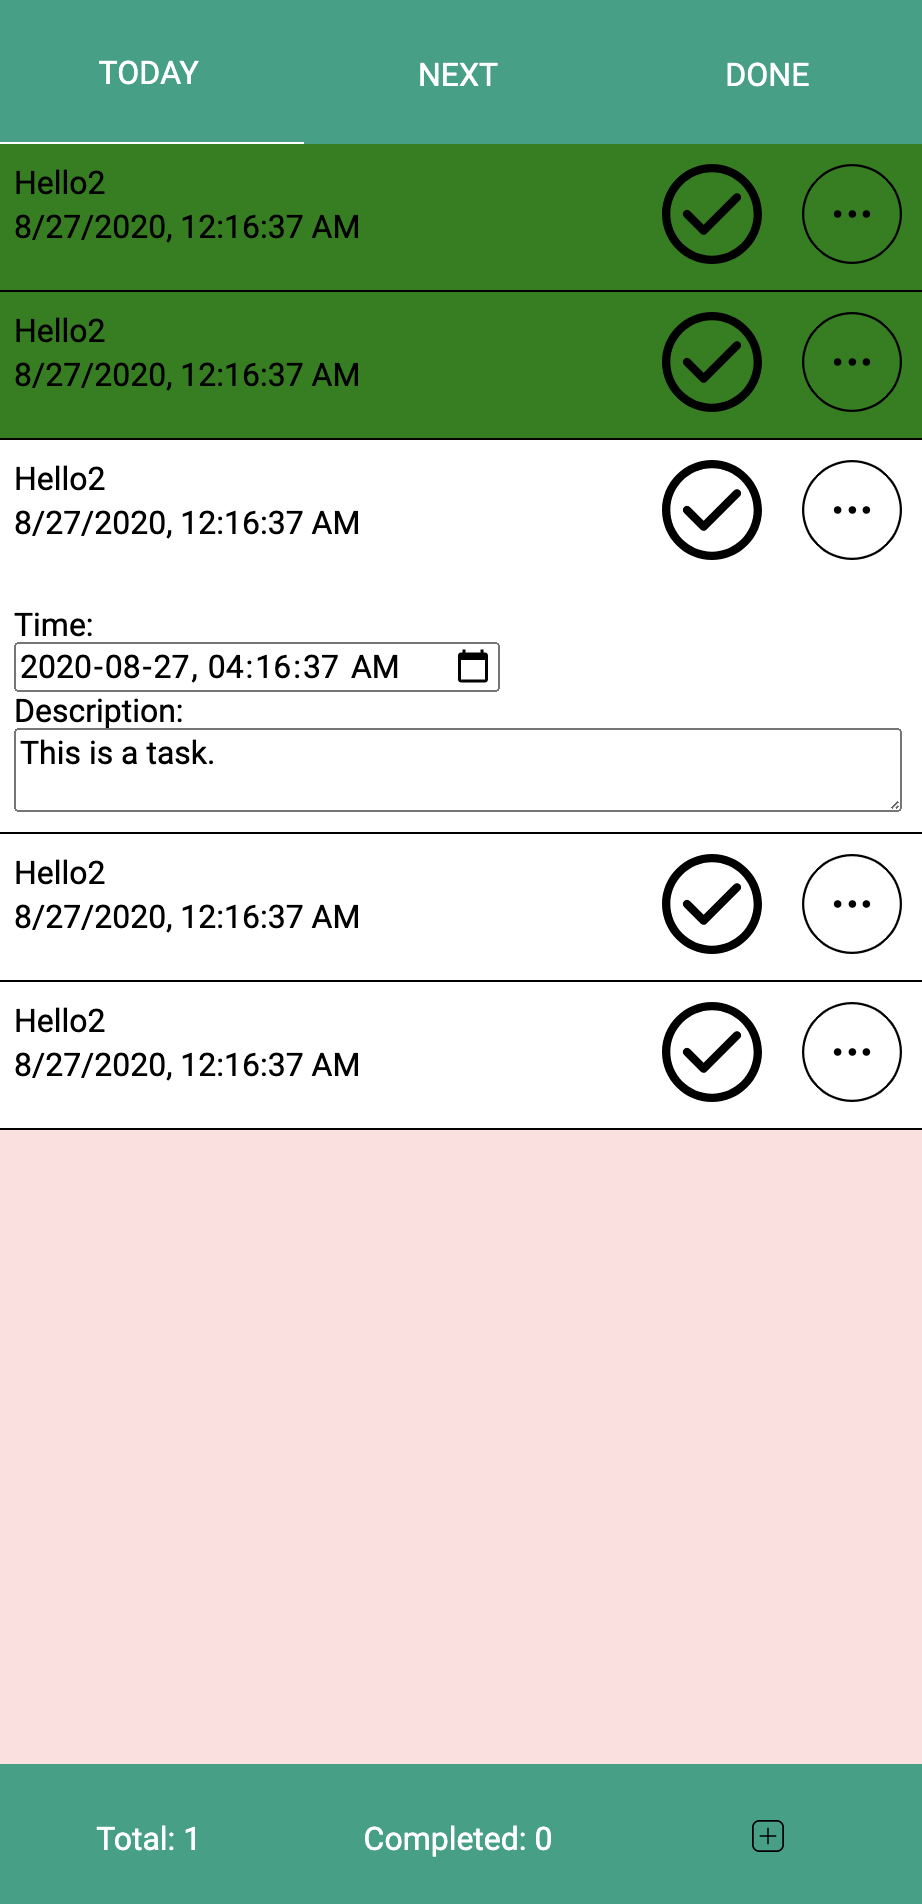 TODAY NEXT DONE
Hello2
8/27/2020, 12:16:37 AM
Hello2
8/27/2020, 12:16:37 AM
Hello2
8/27/2020, 12:16:37 AM
Time:
2020-08-27, 04:16:37 AM
Description:
This is a task.
Hello2
8/27/2020, 12:16:37 AM
Hello2
8/27/2020, 12:16:37 AM
Total: 1 Completed: 0